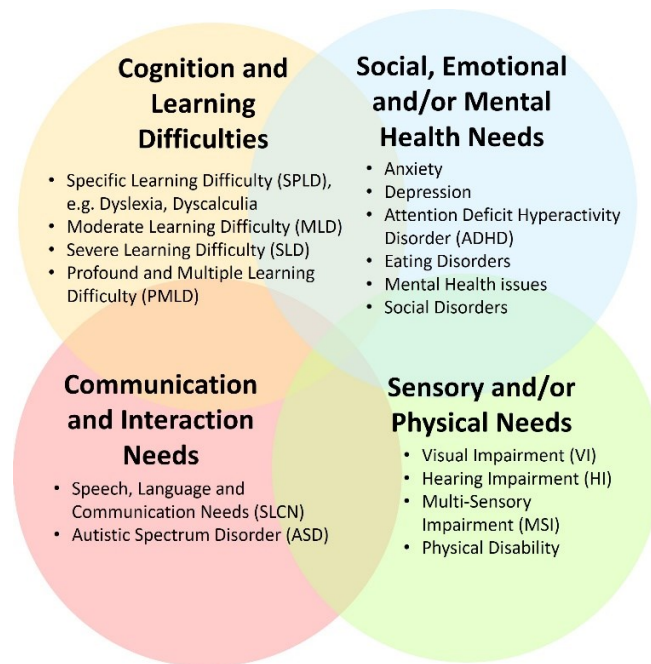 Cognition and
Learning
Difficulties
• Specific Learning Difficulty (SPLD),
e.g. Dyslexia, Dyscalculia
• Moderate Learning Difficulty (MLD)
• Severe Learning Difficulty (SLD)
• Profound and Multiple Learning
Difficulty (PMLD)
Social, Emotional
and/or Mental
Health Needs
• Anxiety
• Depression
• Attention Deficit Hyperactivity
Disorder (ADHD)
• Eating Disorders
• Mental Health issues
• Social Disorders
Communication
and Interaction
Needs
• Speech, Language and
Communication Needs (SLCN)
• Autistic Spectrum Disorder (ASD)
Sensory and/or
Physical Needs
• Visual Impairment (VI)
• Hearing Impairment (HI)
• Multi-Sensory
Impairment (MSI)
• Physical Disability